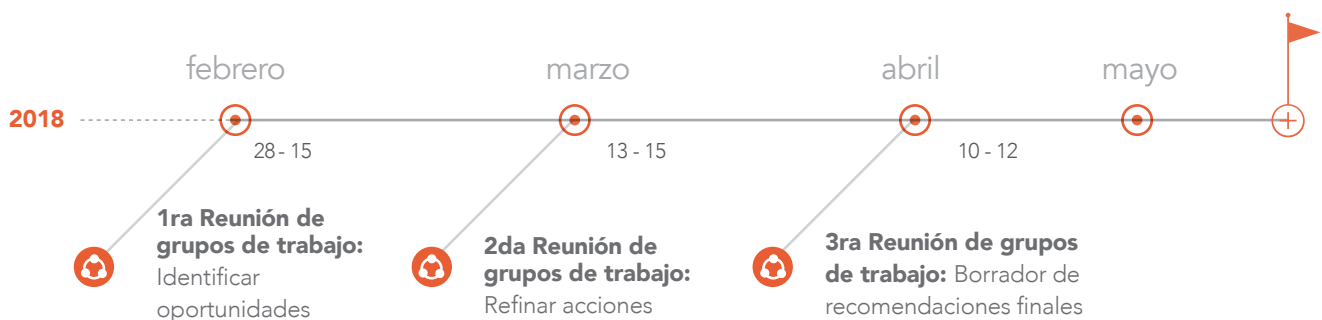 febrero
marzo
abril
mayo
2018
28 - 15
13 - 15
10 - 12
1ra Reunión de
grupos de trabajo:
Identificar
oportunidades
2da Reunión de
grupos de trabajo:
Refinar acciones
3ra Reunión de grupos
de trabajo: Borrador de
recomendaciones finales